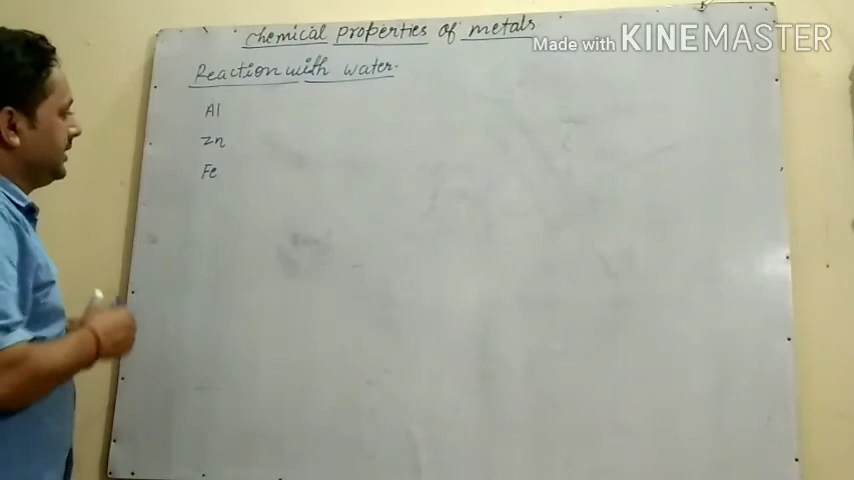 chemical properties of metals
Made with KINEMASTER
Reaction with water.
Al
Zn
Fe